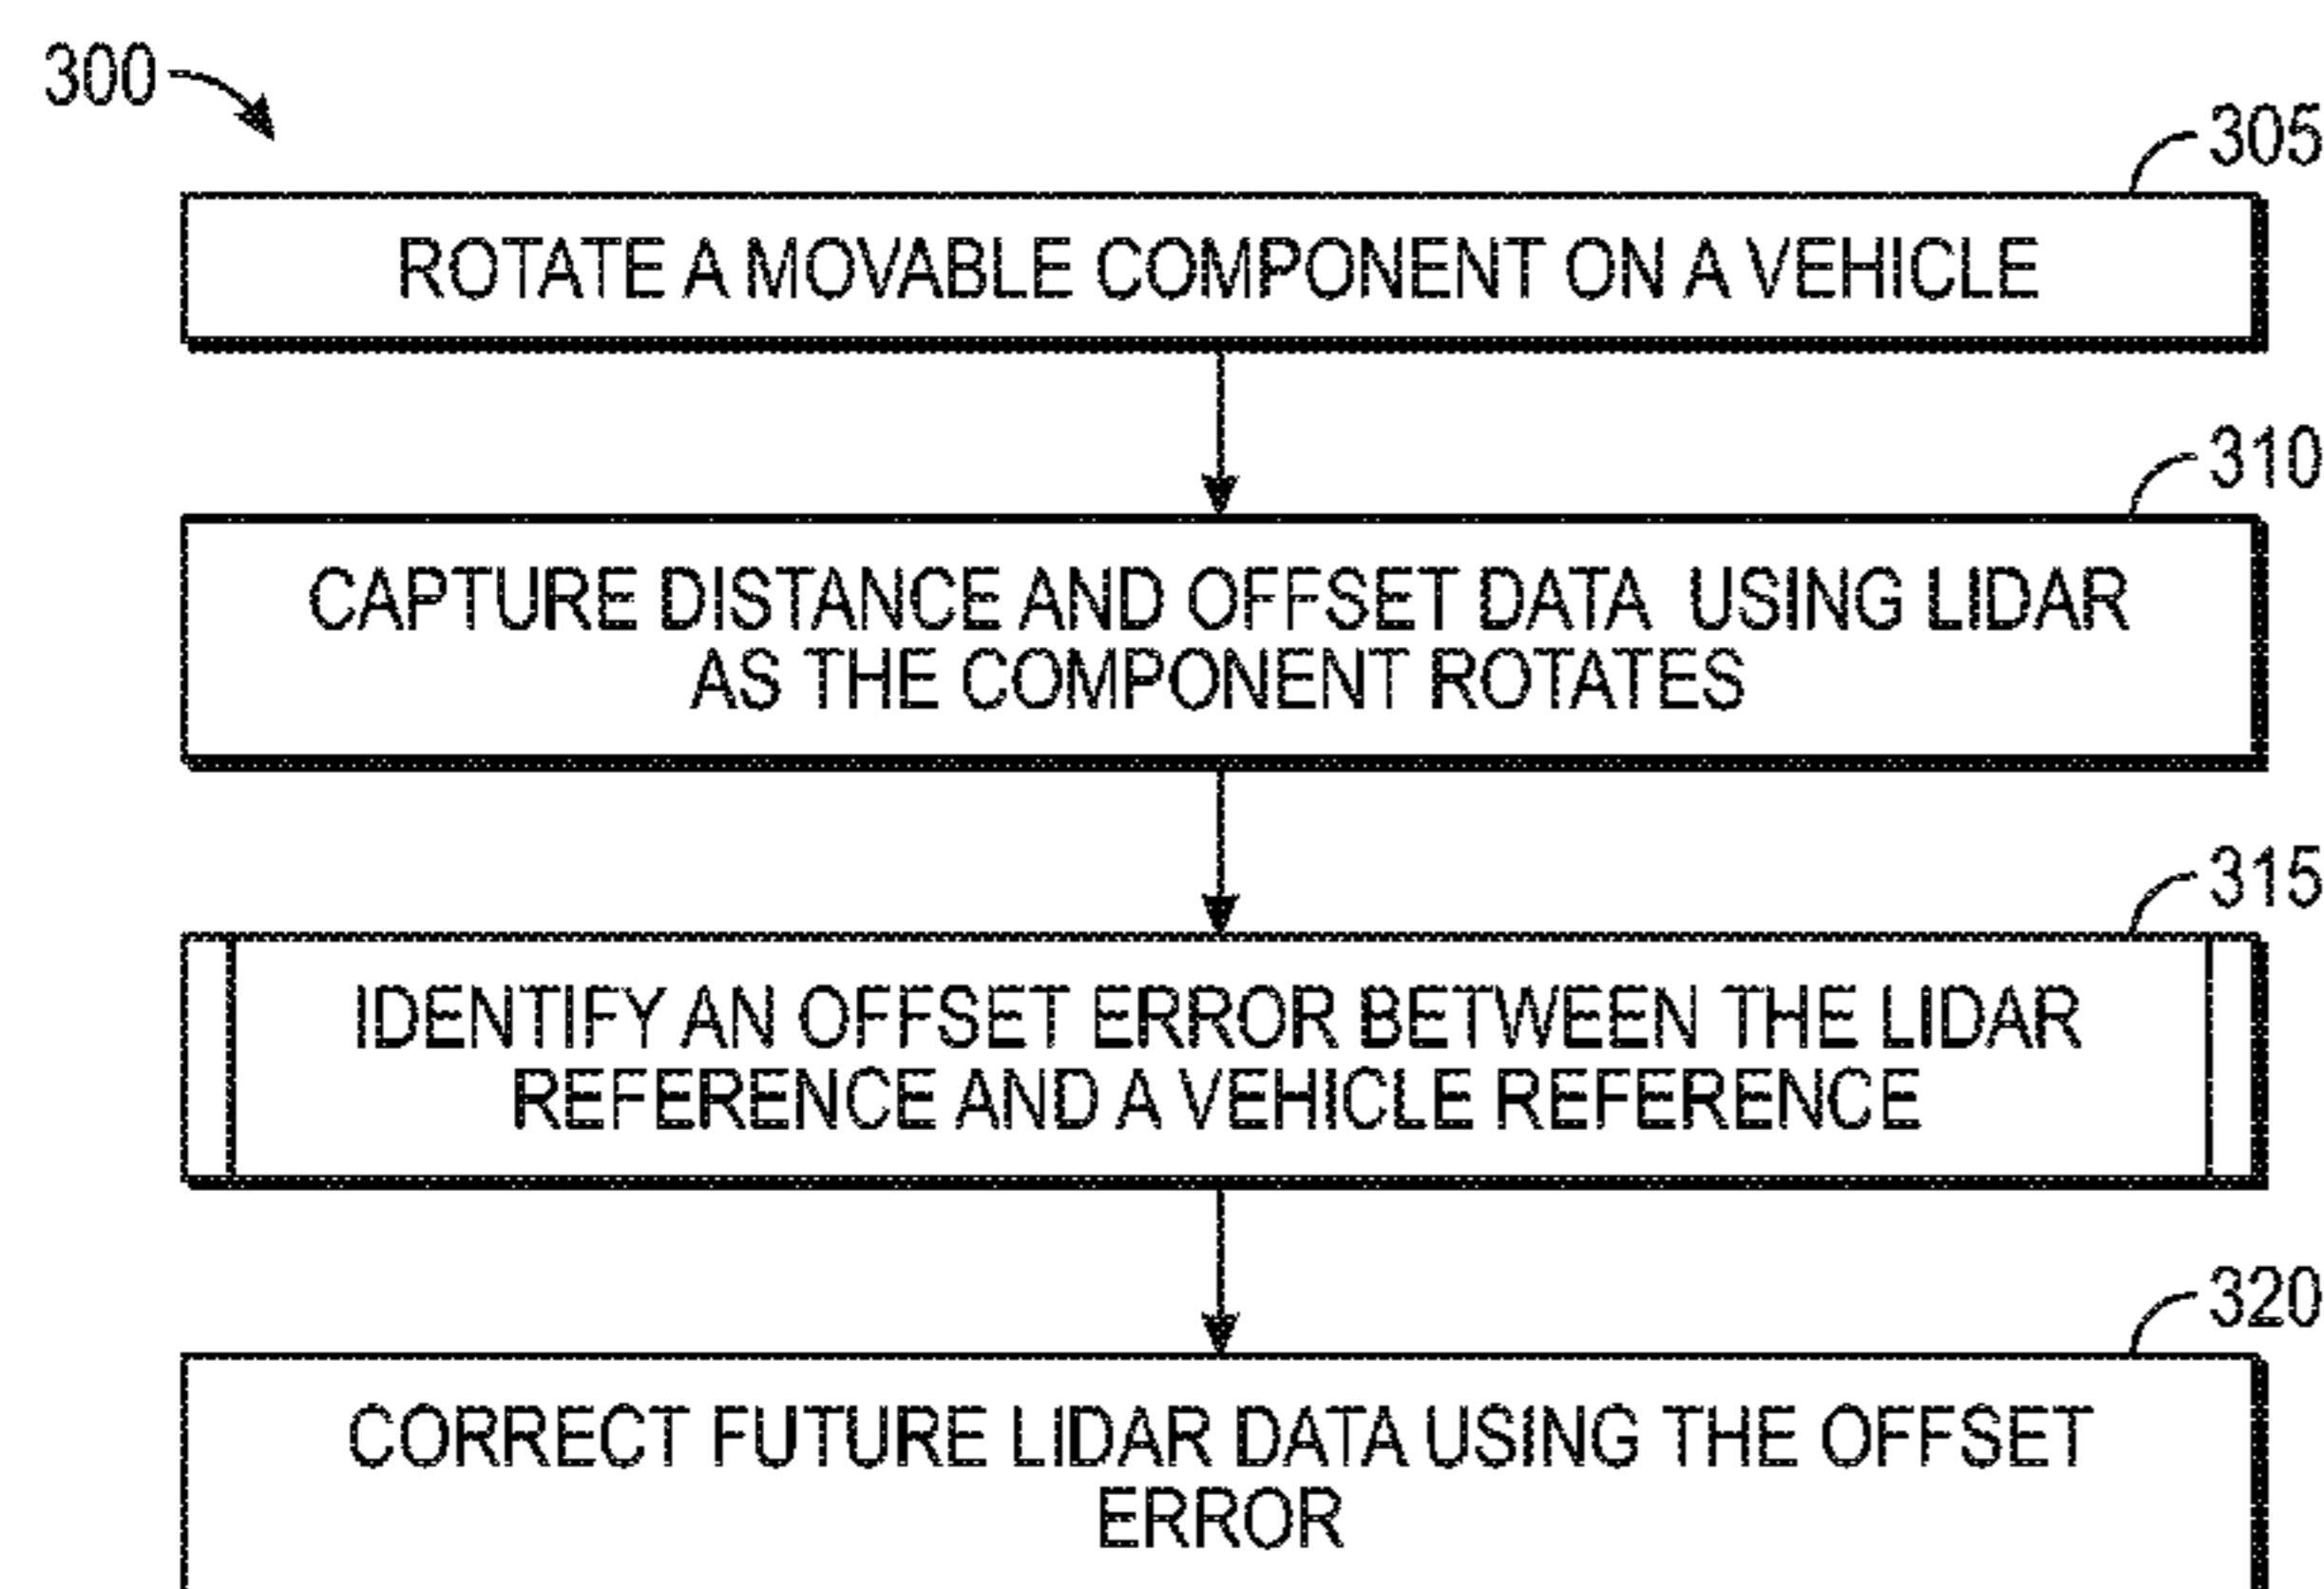 300
305
ROTATE A MOVABLE COMPONENT ON A VEHICLE
310
CAPTURE DISTANCE AND OFFSET DATA USING LIDAR
AS THE COMPONENT ROTATES
315
IDENTIFY AN OFFSET ERROR BETWEEN THE LIDAR
REFERENCE AND A VEHICLE REFERENCE
320
CORRECT FUTURE LIDAR DATA USING THE OFFSET
ERROR